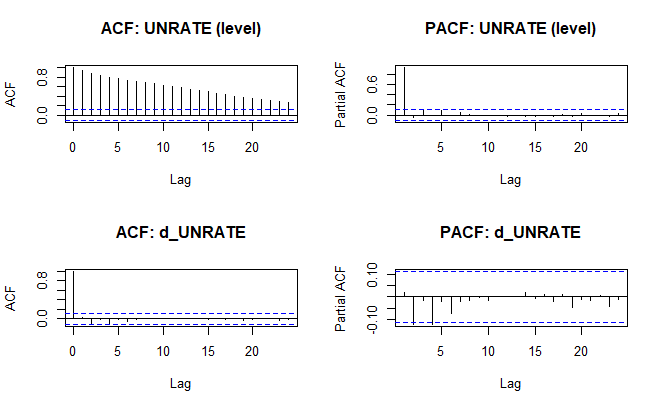 ACF: UNRATE (level)
ACF
0.0 0.8
0 5 10 15 20
Lag
PACF: UNRATE (level)
Partial ACF
0.0 0.6
5 10 15 20
Lag
ACF: d_UNRATE
ACF
0.0 0.8
0 5 10 15 20
Lag
PACF: d_UNRATE
Partial ACF
-0.10 0.10
5 10 15 20
Lag